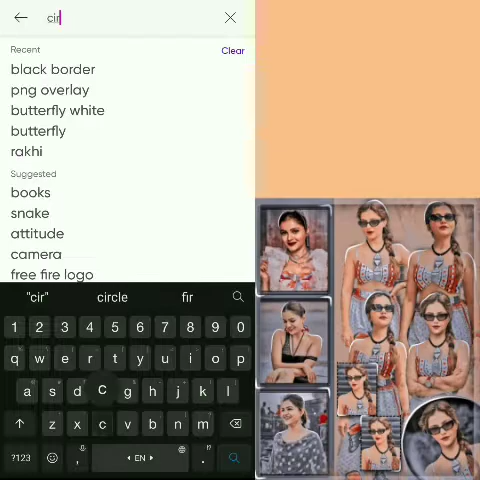 cir
Recent
Clear
black border
png overlay
butterfly white
butterfly
rakhi
Suggested
books
snake
attitude
camera
free fire logo
"cir" circle fir
1 2 3 4 5 6 7 8 9 0
q w e r t y u i o p
a s d c g h j k l
z x c v b n m
?123 , EN .